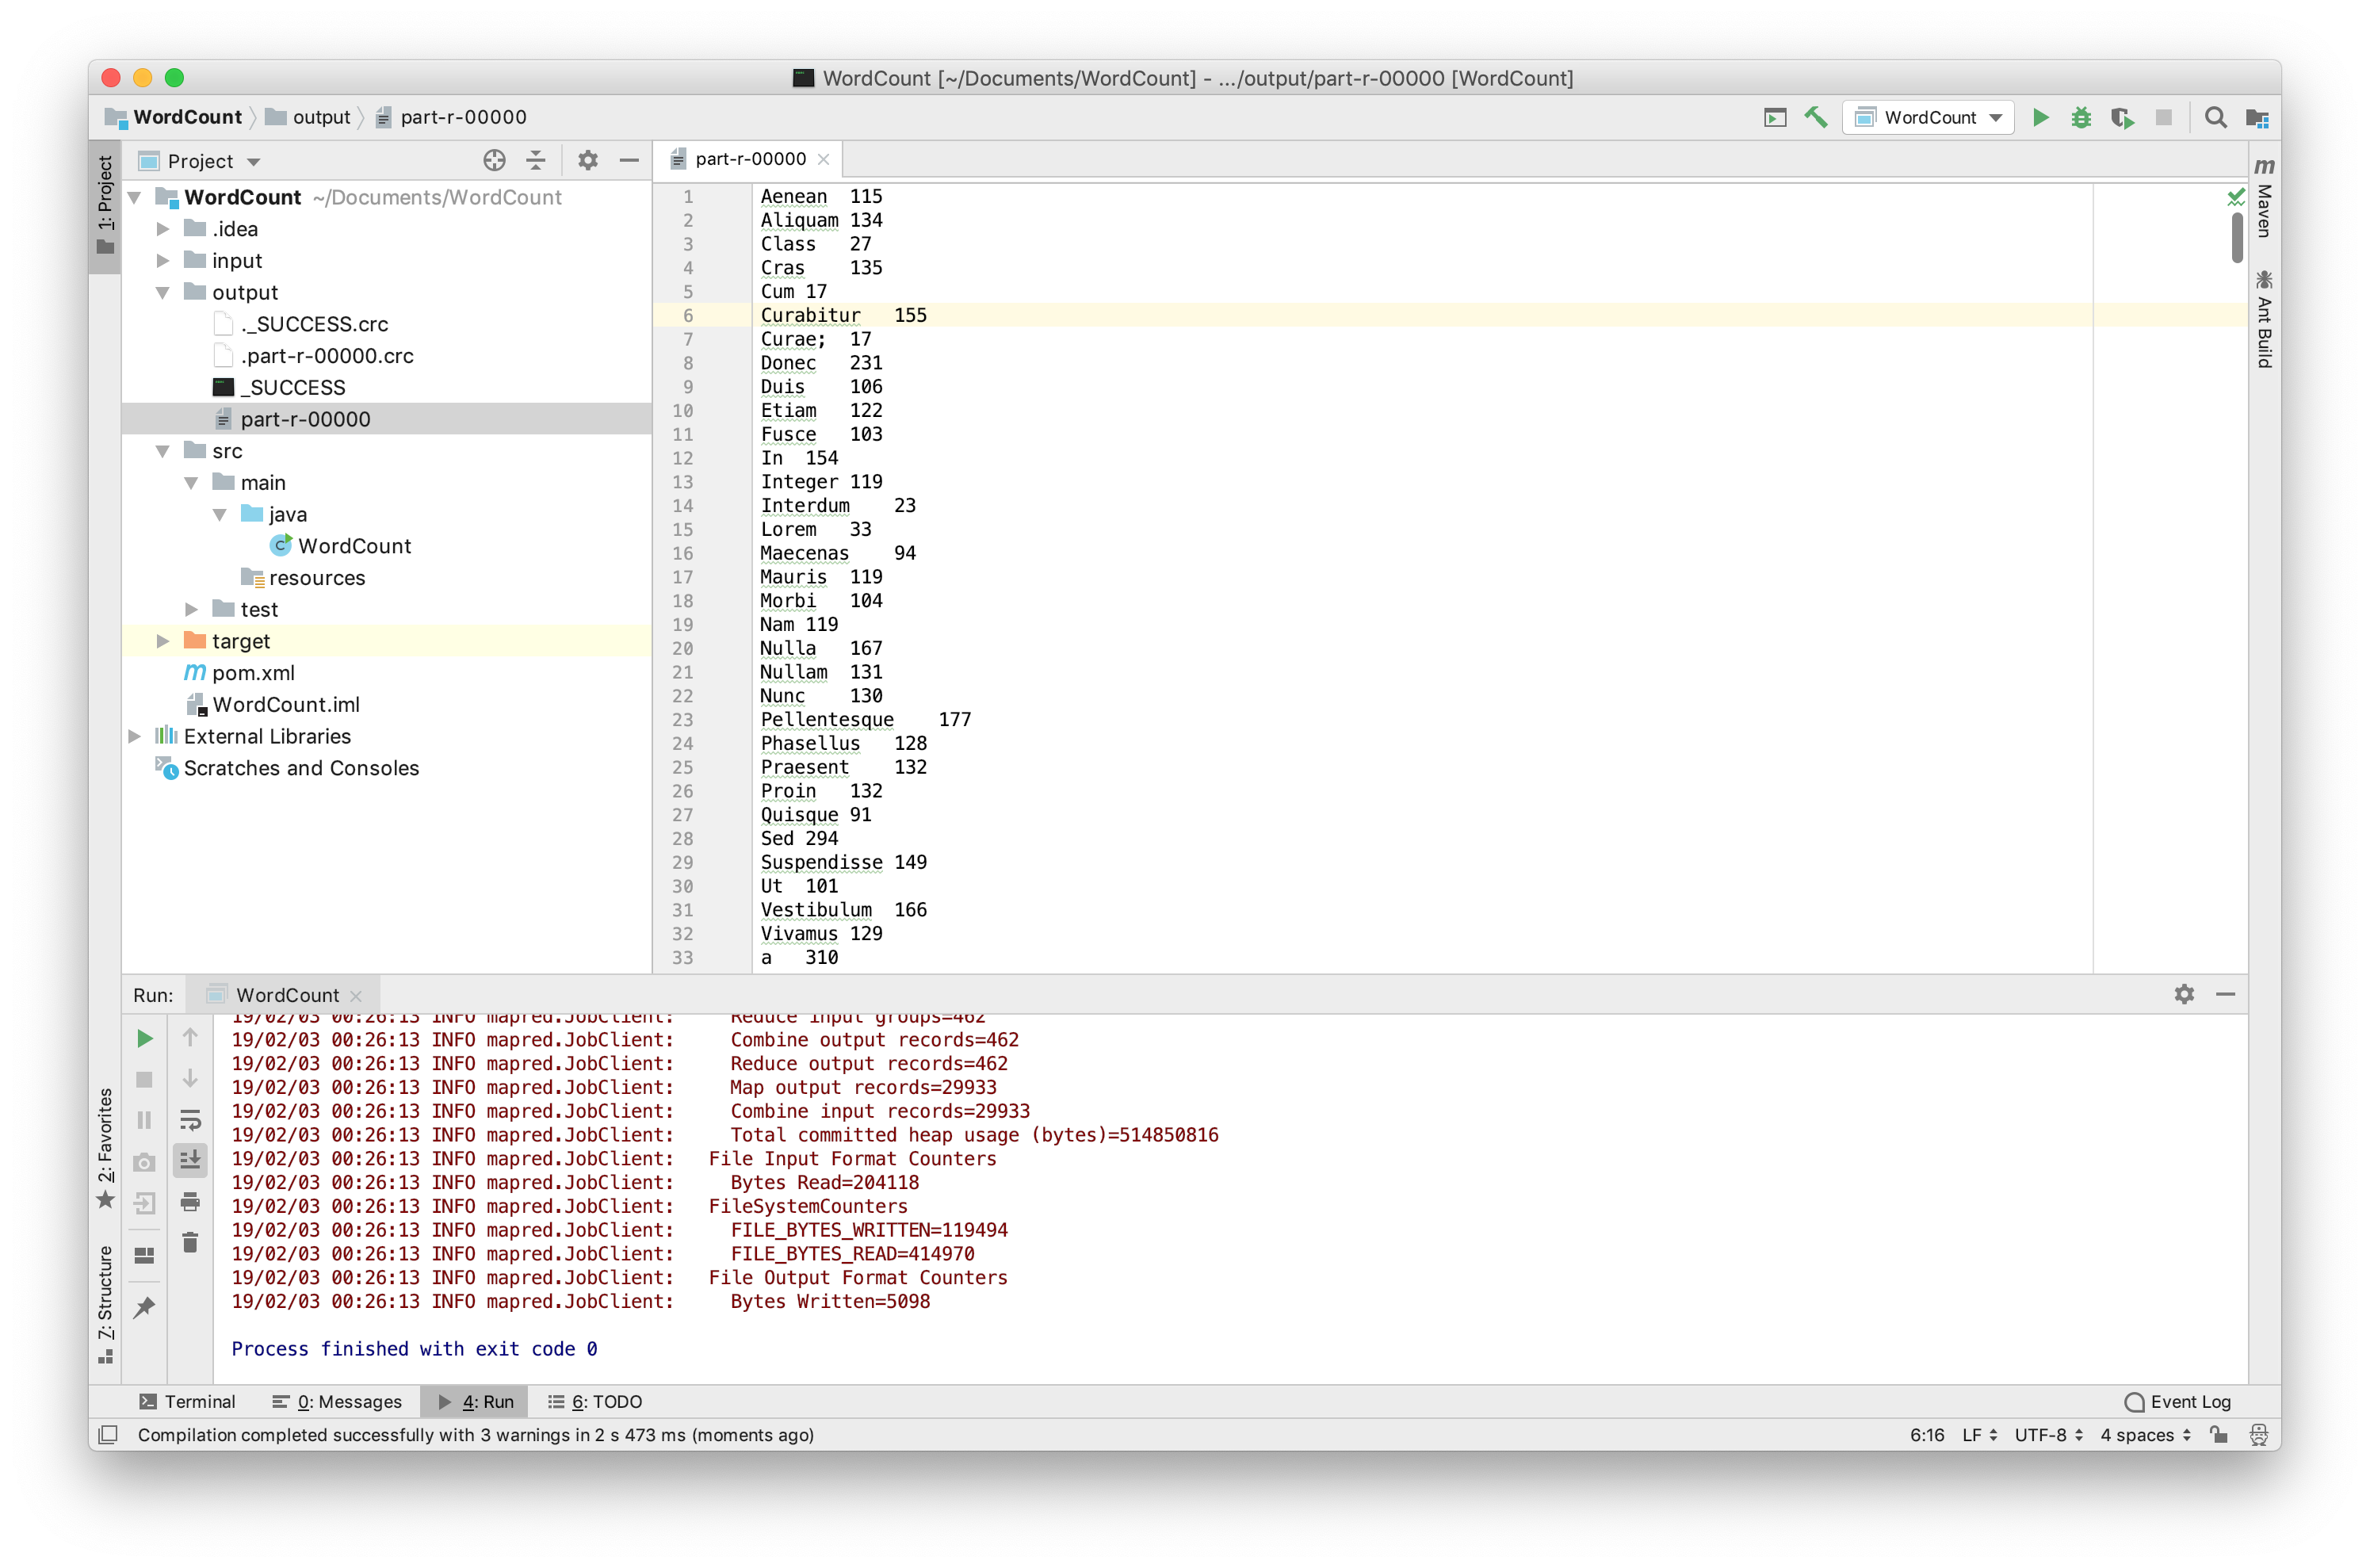 WordCount [~/Documents/WordCount] - .../output/part-r-00000 [WordCount]
WordCount output part-r-00000
WordCount
1: Project
Project
WordCount ~/Documents/WordCount
.idea
input
output
._SUCCESS.crc
.part-r-00000.crc
_SUCCESS
part-r-00000
src
main
java
WordCount
resources
test
target
pom.xml
WordCount.iml
External Libraries
Scratches and Consoles
part-r-00000
1 Aenean 115
2 Aliquam 134
3 Class 27
4 Cras 135
5 Cum 17
6 Curabitur 155
7 Curae; 17
8 Donec 231
9 Duis 106
10 Etiam 122
11 Fusce 103
12 In 154
13 Integer 119
14 Interdum 23
15 Lorem 33
16 Maecenas 94
17 Mauris 119
18 Morbi 104
19 Nam 119
20 Nulla 167
21 Nullam 131
22 Nunc 130
23 Pellentesque 177
24 Phasellus 128
25 Praesent 132
26 Proin 132
27 Quisque 91
28 Sed 294
29 Suspendisse 149
30 Ut 101
31 Vestibulum 166
32 Vivamus 129
33 a 310
Maven
Ant Build
Run: WordCount
19/02/03 00:26:13 INFO mapred.JobClient: Reduce input groups=462
19/02/03 00:26:13 INFO mapred.JobClient: Combine output records=462
19/02/03 00:26:13 INFO mapred.JobClient: Reduce output records=462
19/02/03 00:26:13 INFO mapred.JobClient: Map output records=29933
19/02/03 00:26:13 INFO mapred.JobClient: Combine input records=29933
19/02/03 00:26:13 INFO mapred.JobClient: Total committed heap usage (bytes)=514850816
19/02/03 00:26:13 INFO mapred.JobClient: File Input Format Counters
19/02/03 00:26:13 INFO mapred.JobClient: Bytes Read=204118
19/02/03 00:26:13 INFO mapred.JobClient: FileSystemCounters
19/02/03 00:26:13 INFO mapred.JobClient: FILE_BYTES_WRITTEN=119494
19/02/03 00:26:13 INFO mapred.JobClient: FILE_BYTES_READ=414970
19/02/03 00:26:13 INFO mapred.JobClient: File Output Format Counters
19/02/03 00:26:13 INFO mapred.JobClient: Bytes Written=5098
Process finished with exit code 0
2: Favorites
7: Structure
Terminal 0: Messages 4: Run 6: TODO Event Log
Compilation completed successfully with 3 warnings in 2 s 473 ms (moments ago) 6:16 LF UTF-8 4 spaces